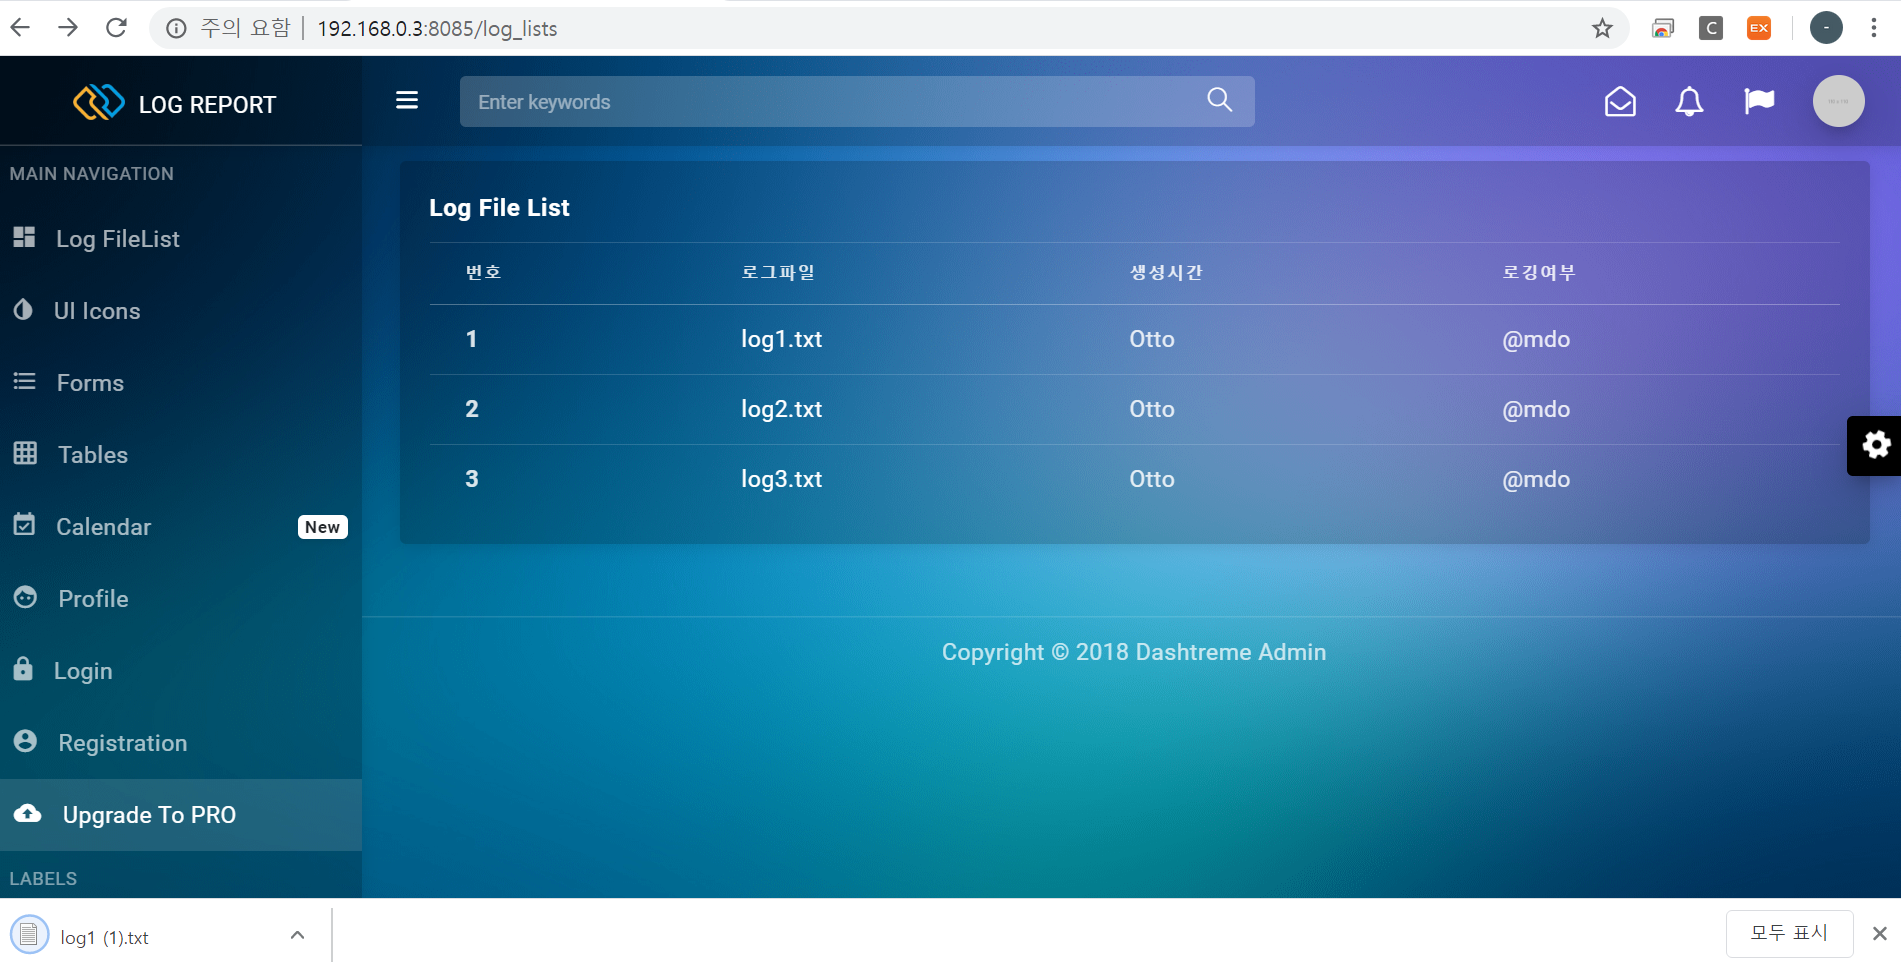 주의 요함 192.168.0.3:8085/log_lists
C
EX
-
LOG REPORT
Enter keywords
MAIN NAVIGATION
Log FileList
UI Icons
Forms
Tables
Calendar New
Profile
Login
Registration
Upgrade To PRO
LABELS
Log File List
번호 로그파일 생성시간 로깅여부
1 log1.txt Otto @mdo
2 log2.txt Otto @mdo
3 log3.txt Otto @mdo
Copyright © 2018 Dashtreme Admin
log1 (1).txt
모두 표시